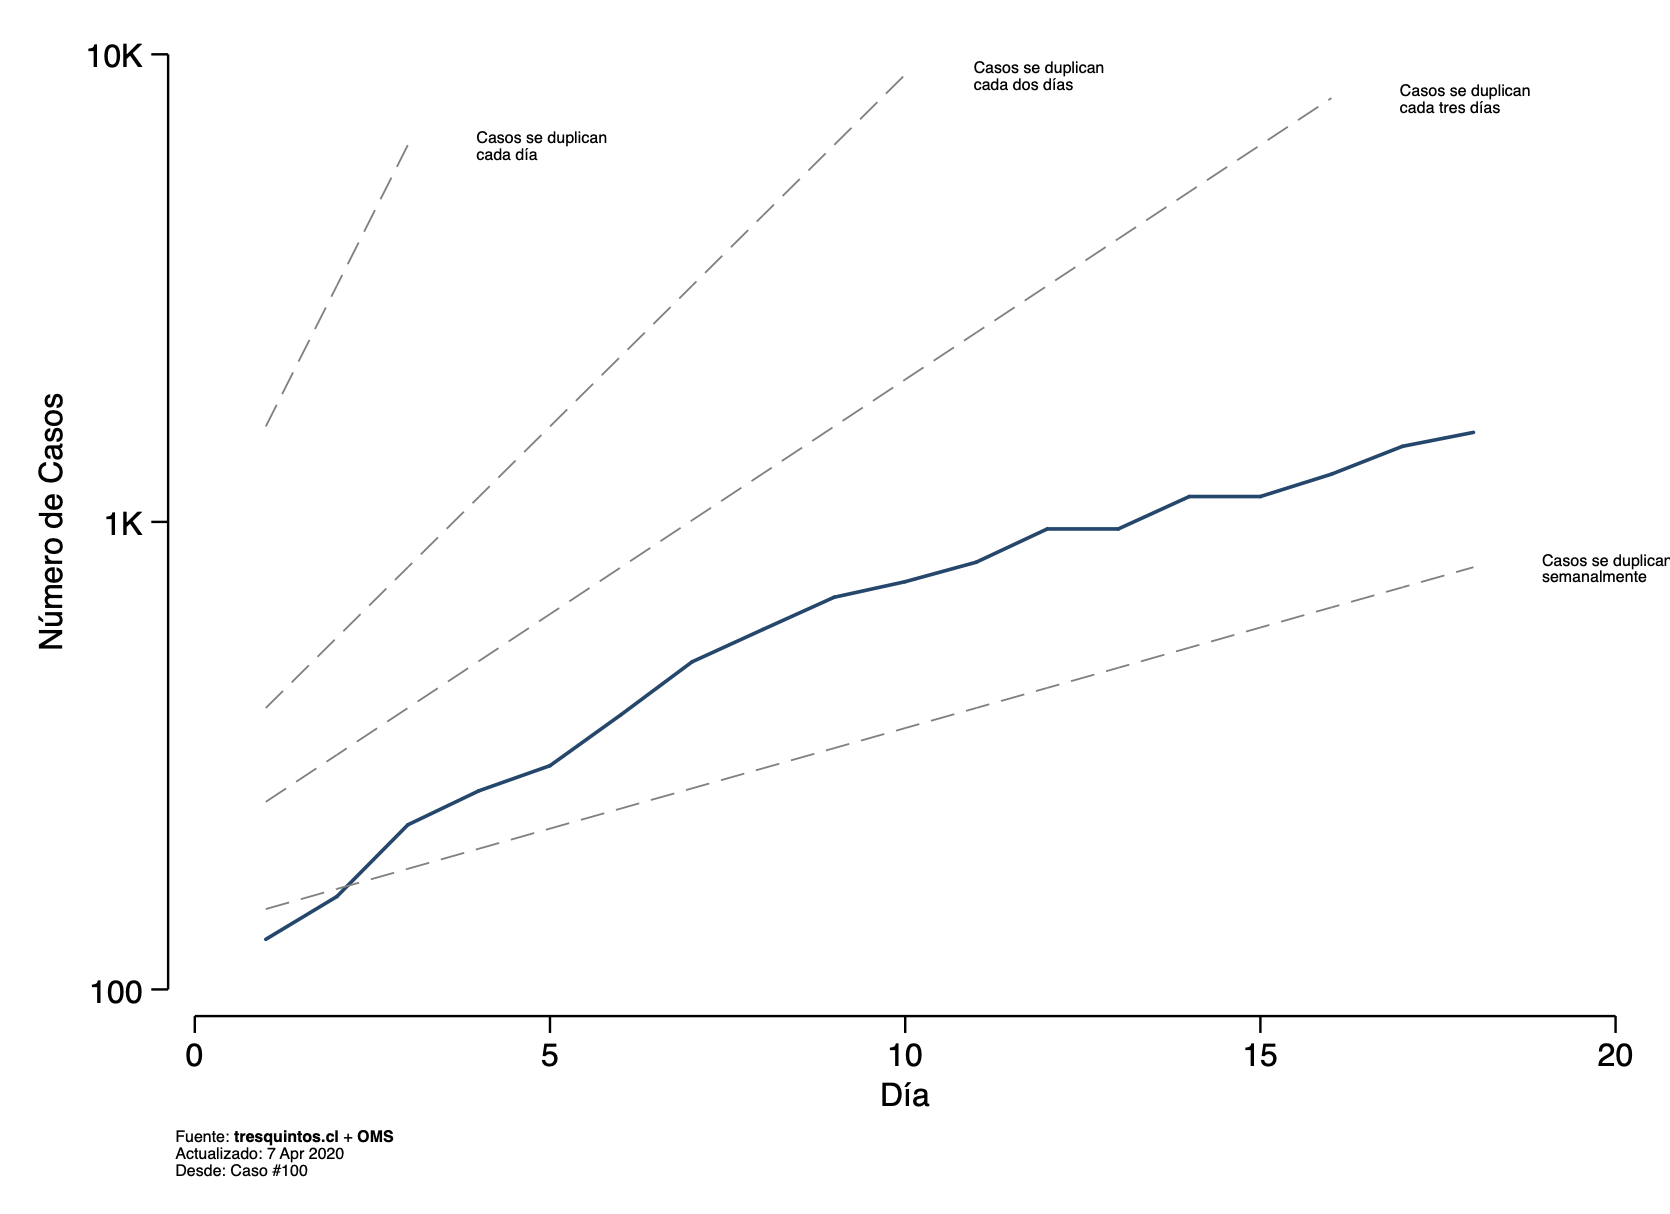 10K
1K
100
Número de Casos
Casos se duplican
cada día
Casos se duplican
cada dos días
Casos se duplican
cada tres días
Casos se duplican
semanalmente
0
5
10
15
20
Día
Fuente: tresquintos.cl + OMS
Actualizado: 7 Apr 2020
Desde: Caso #100